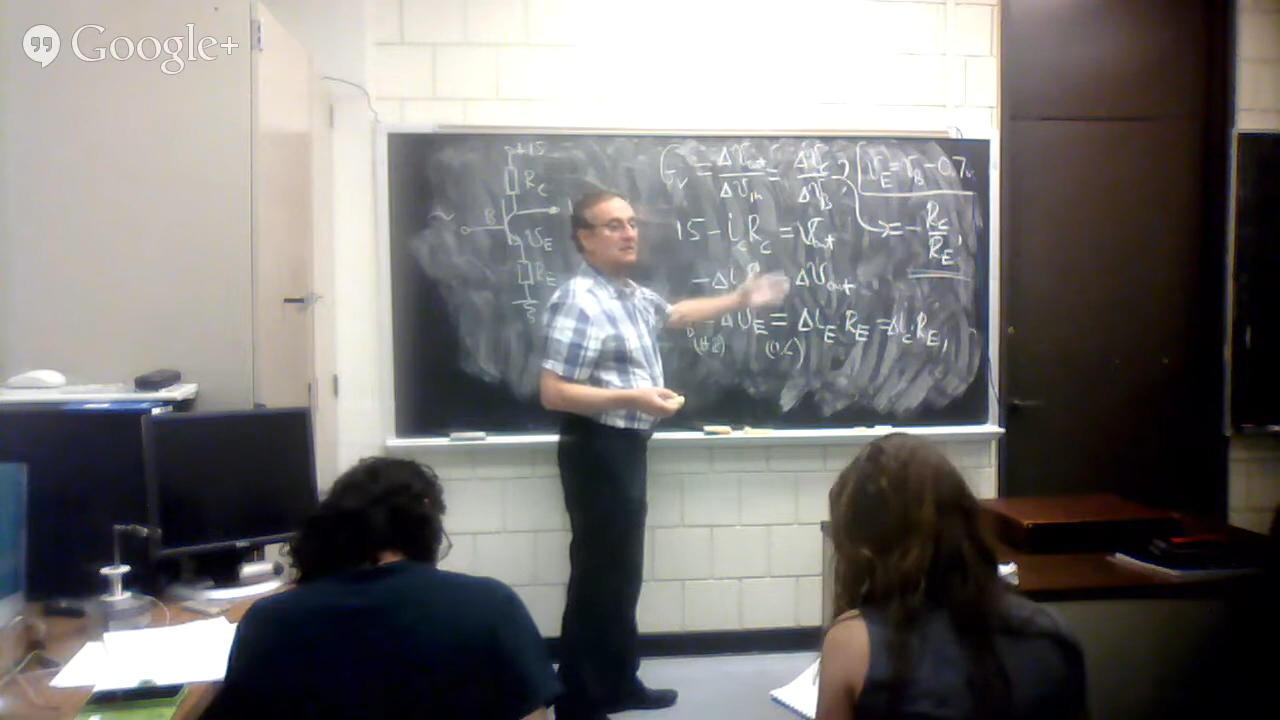 Google+
+15
R_C
B
V_E
R_E
G_V = ΔV_out/ΔV_in = ΔV_C/ΔV_B
V_E = V_B - 0.7v
15 - i_C R_C = V_out
= - R_C/R_E
ΔV_out
ΔV_E = Δi_E R_E = Δi_C R_E,